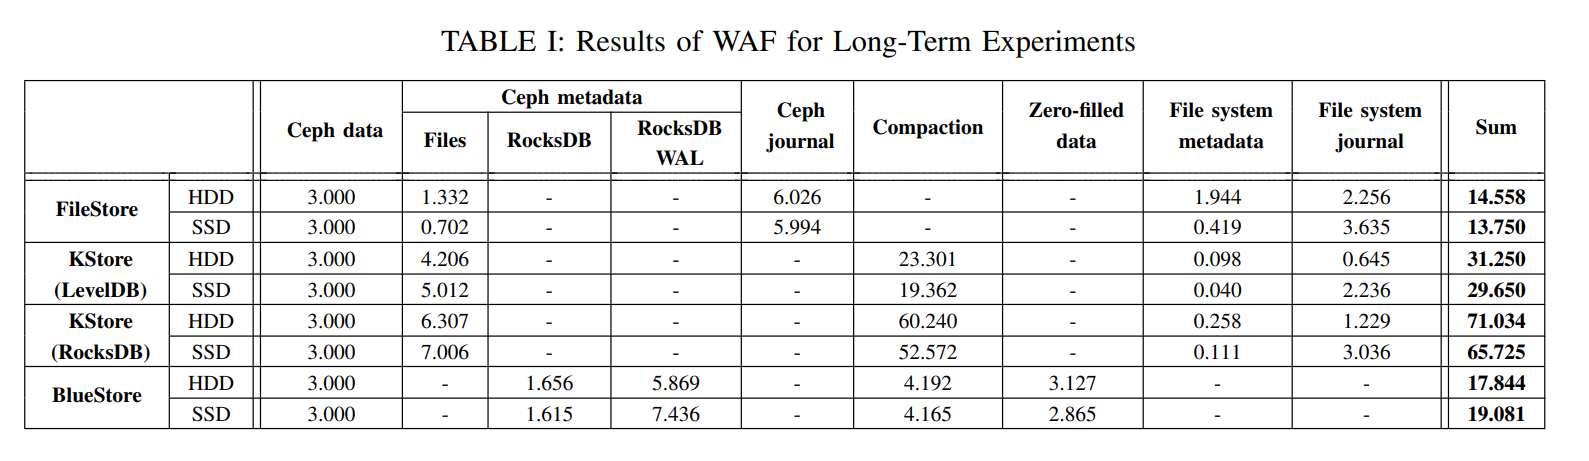 TABLE I: Results of WAF for Long-Term Experiments
Ceph data Ceph metadata Ceph journal Compaction Zero-filled data File system metadata File system journal Sum
Files RocksDB RocksDB WAL
FileStore HDD 3.000 1.332 - - 6.026 - - 1.944 2.256 14.558
SSD 3.000 0.702 - - 5.994 - - 0.419 3.635 13.750
KStore (LevelDB) HDD 3.000 4.206 - - - 23.301 - 0.098 0.645 31.250
SSD 3.000 5.012 - - - 19.362 - 0.040 2.236 29.650
KStore (RocksDB) HDD 3.000 6.307 - - - 60.240 - 0.258 1.229 71.034
SSD 3.000 7.006 - - - 52.572 - 0.111 3.036 65.725
BlueStore HDD 3.000 - 1.656 5.869 - 4.192 3.127 - - 17.844
SSD 3.000 - 1.615 7.436 - 4.165 2.865 - - 19.081